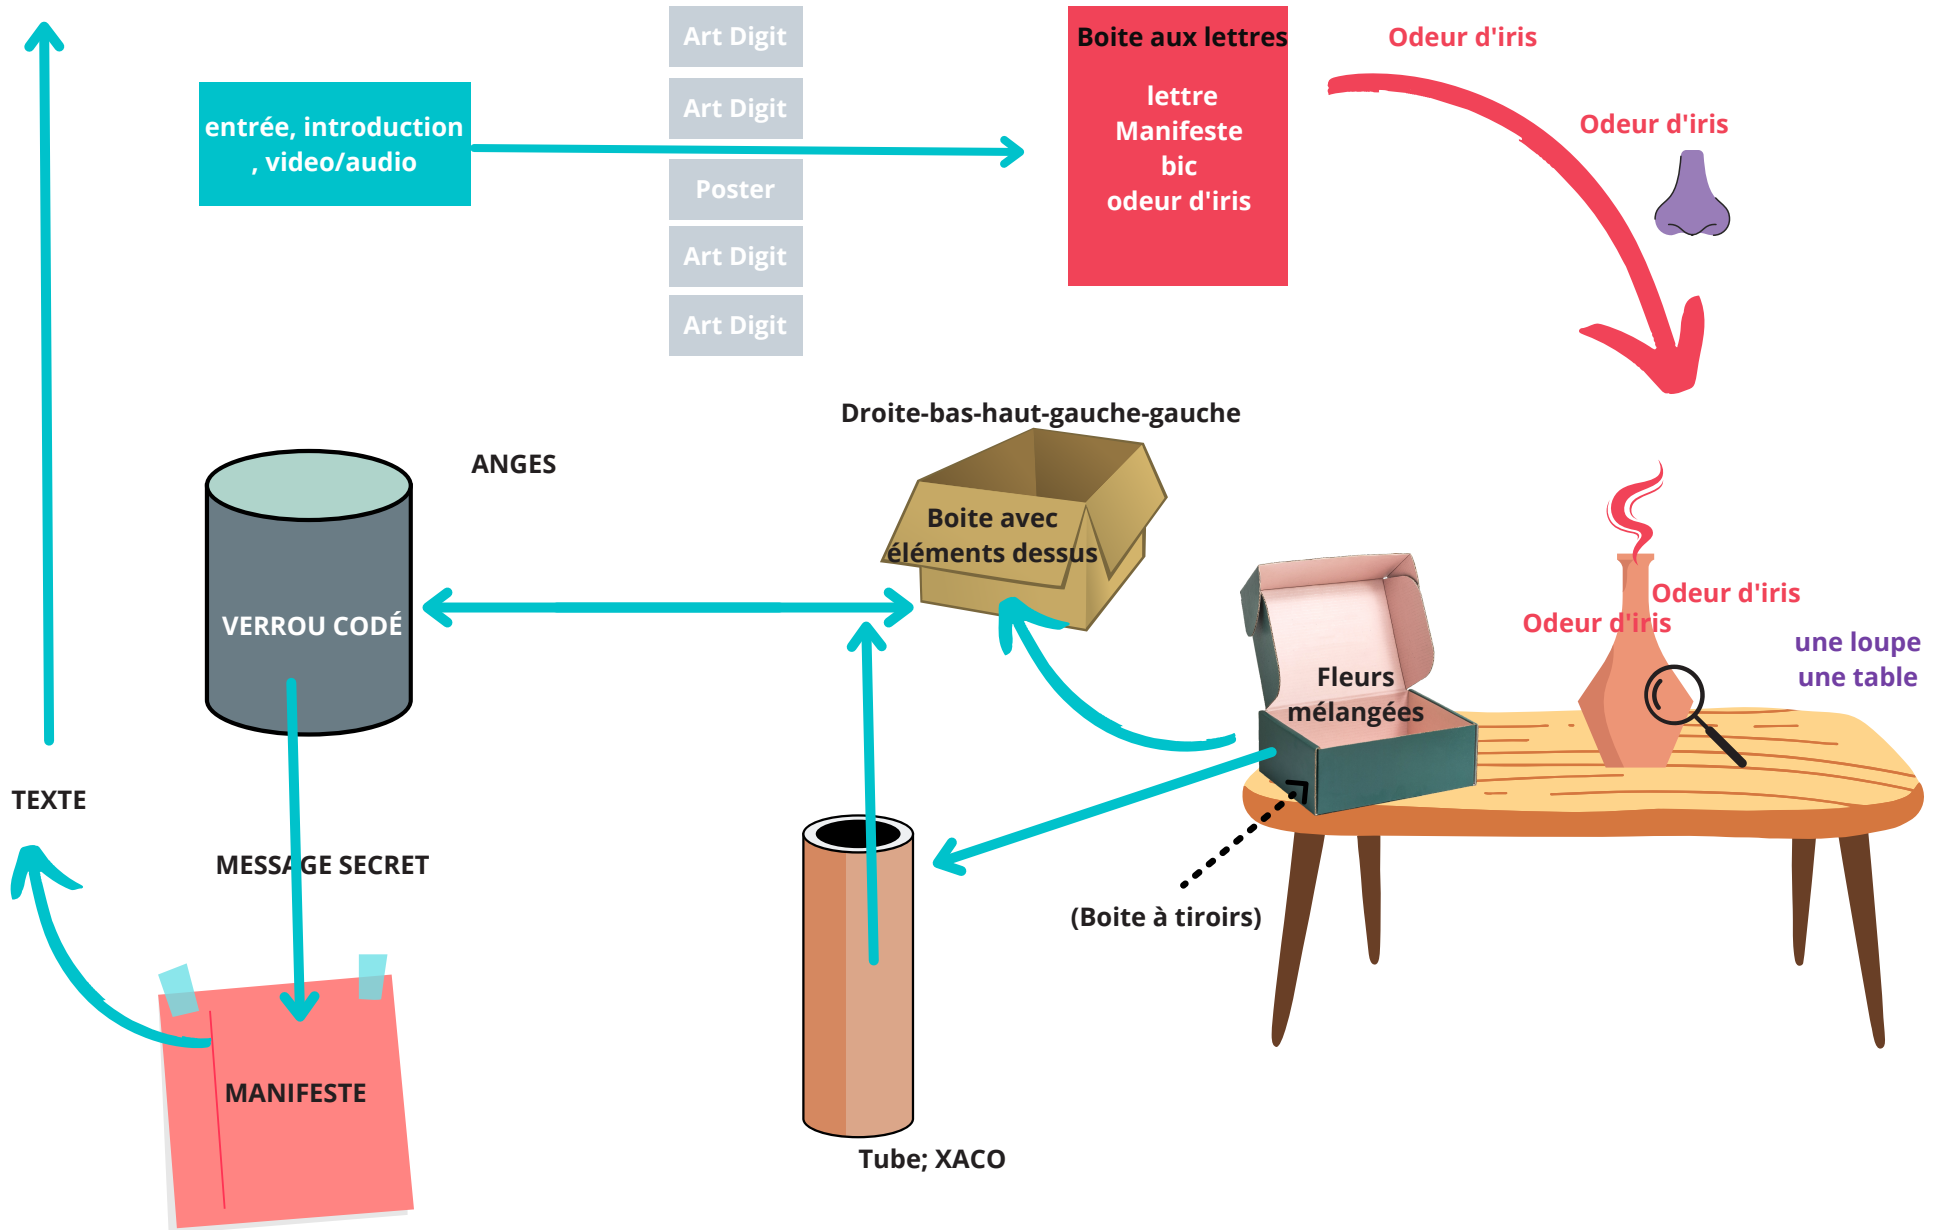 Art Digit
Art Digit
Poster
Art Digit
Art Digit
entrée, introduction
, video/audio
Boite aux lettres
lettre
Manifeste
bic
odeur d'iris
Odeur d'iris
Odeur d'iris
Droite-bas-haut-gauche-gauche
ANGES
Boite avec
éléments dessus
VERROU CODÉ
Odeur d'iris
Odeur d'iris
une loupe
une table
Fleurs
mélangées
TEXTE
MESSAGE SECRET
(Boite à tiroirs)
MANIFESTE
Tube; XACO